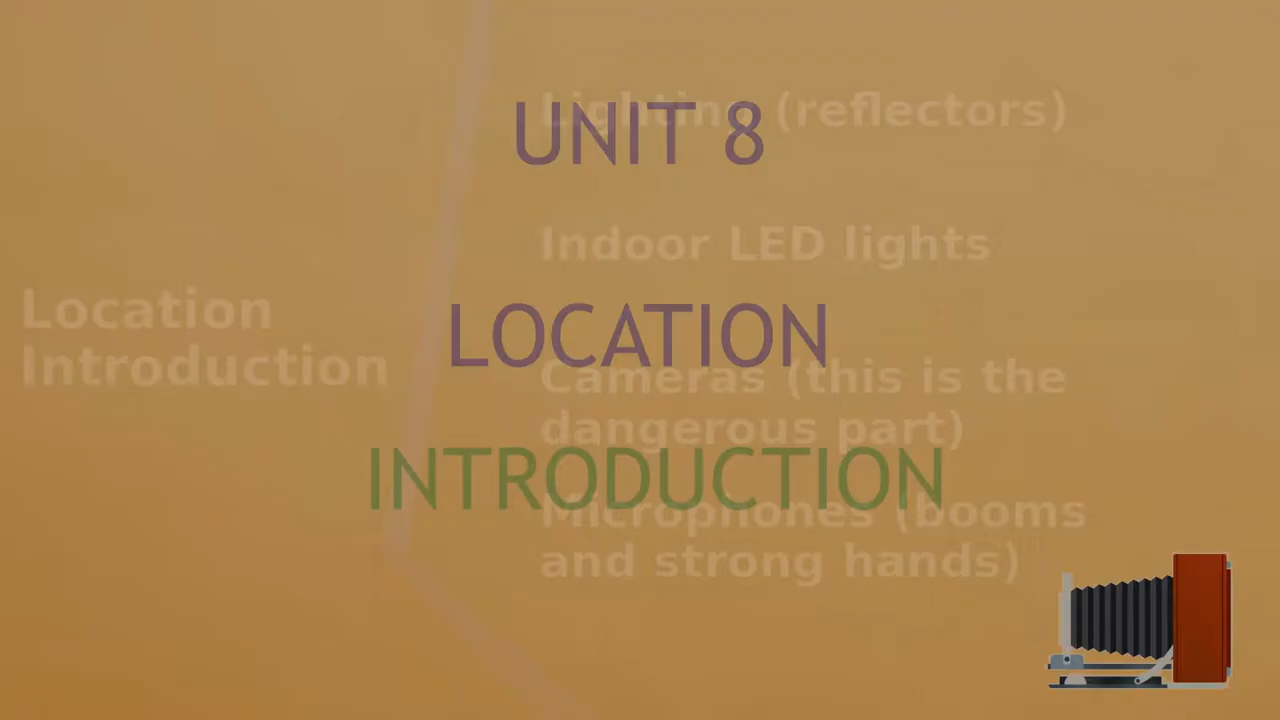 UNIT 8
LOCATION
INTRODUCTION
Location
Introduction
Lighting (reflectors)
Indoor LED lights
Cameras (this is the
dangerous part)
Microphones (booms
and strong hands)